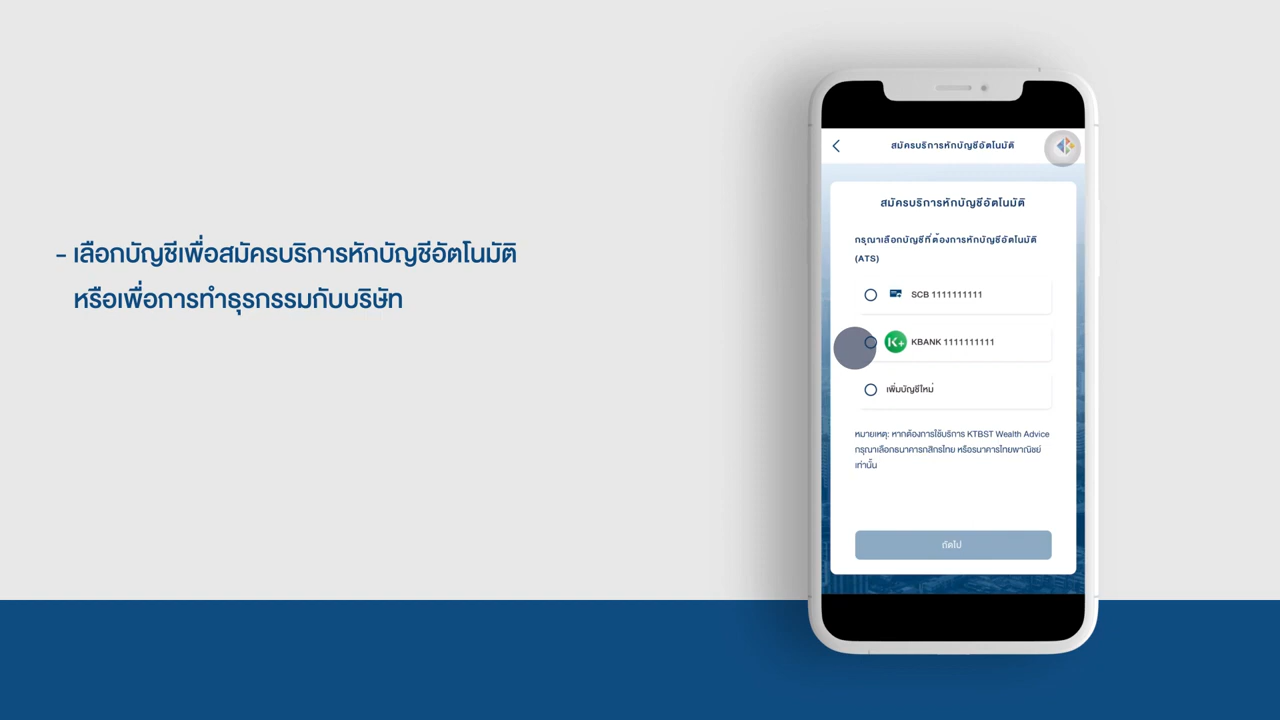 - เลือกบัญชีเพื่อสมัครบริการหักบัญชีอัตโนมัติ
หรือเพื่อการทำธุรกรรมกับบริษัท
สมัครบริการหักบัญชีอัตโนมัติ
สมัครบริการหักบัญชีอัตโนมัติ
กรุณาเลือกบัญชีที่ต้องการหักบัญชีอัตโนมัติ
(ATS)
SCB 1111111111
K+ KBANK 1111111111
เพิ่มบัญชีใหม่
หมายเหตุ: หากต้องการใช้บริการ KTBST Wealth Advice
กรุณาเลือกธนาคารกสิกรไทย หรือธนาคารไทยพาณิชย์
เท่านั้น
ถัดไป